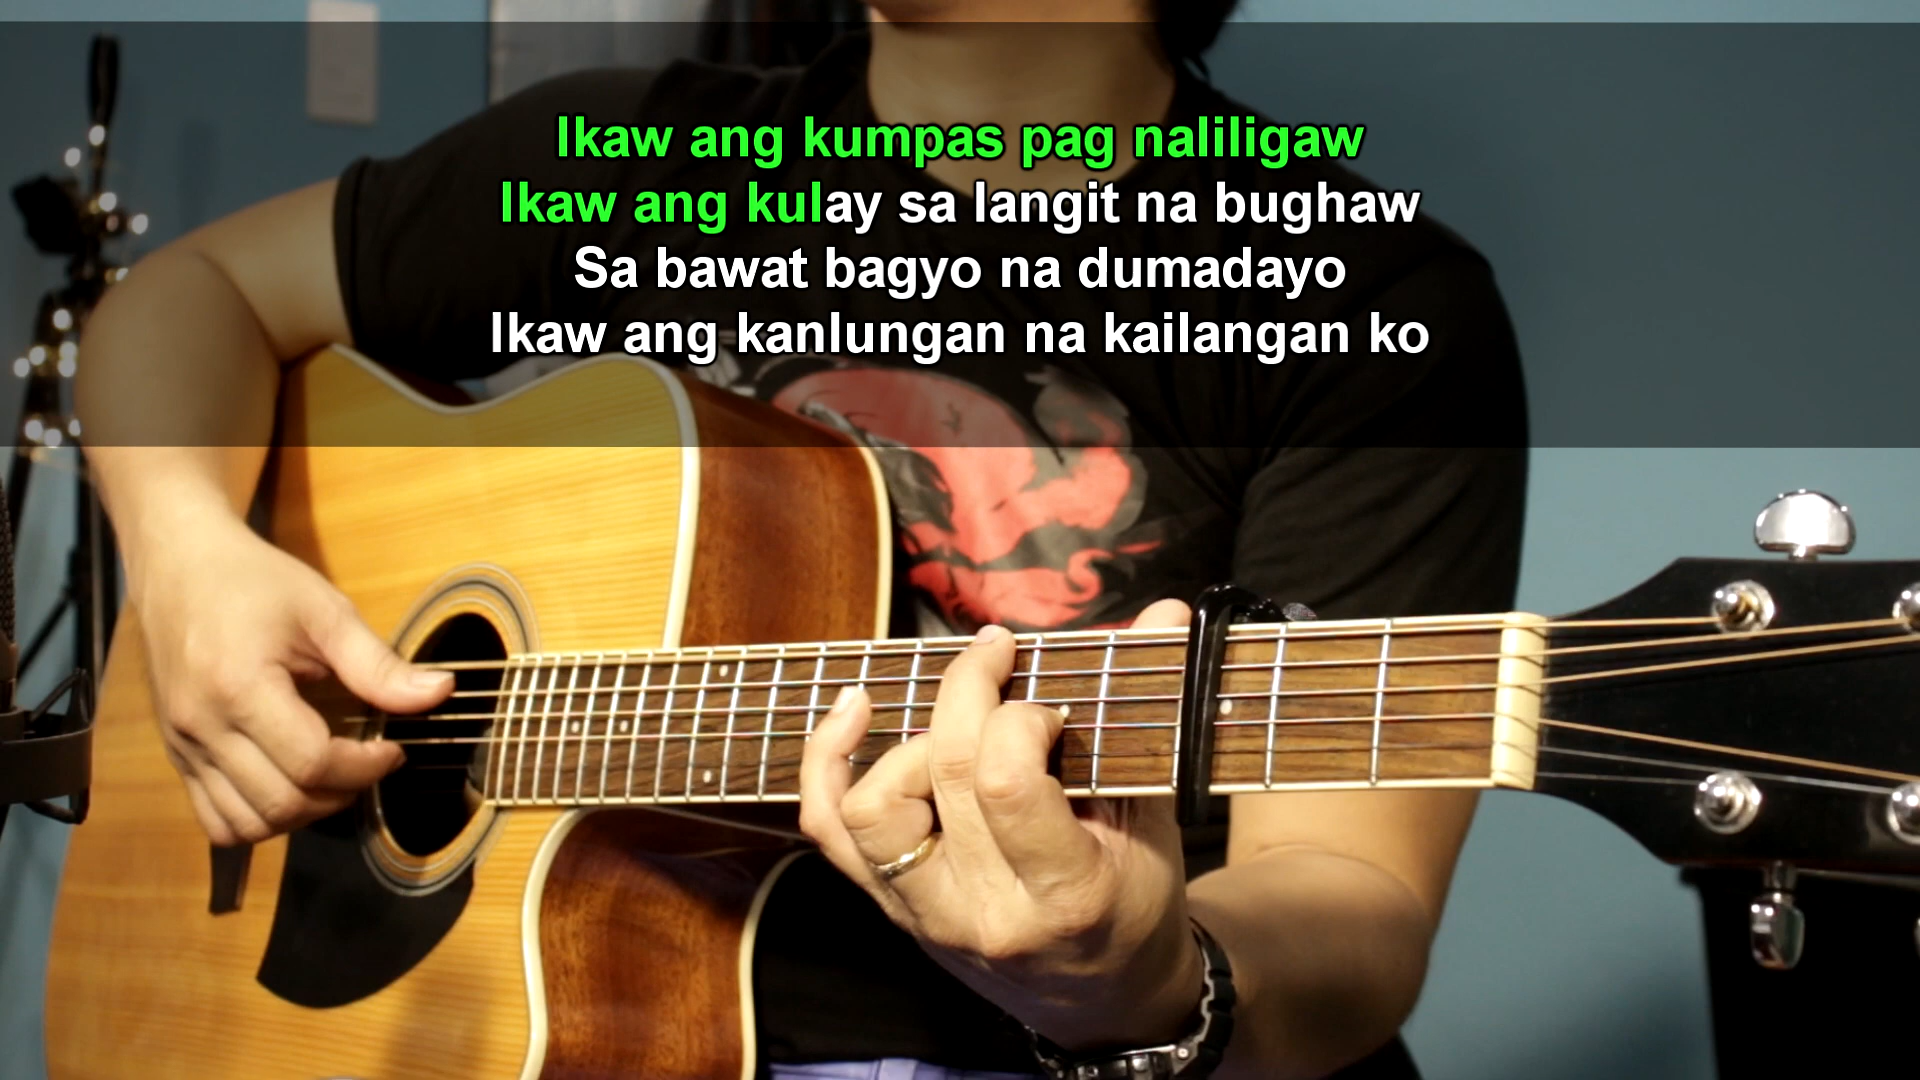 Ikaw ang kumpas pag naliligaw
Ikaw ang kulay sa langit na bughaw
Sa bawat bagyo na dumadayo
Ikaw ang kanlungan na kailangan ko